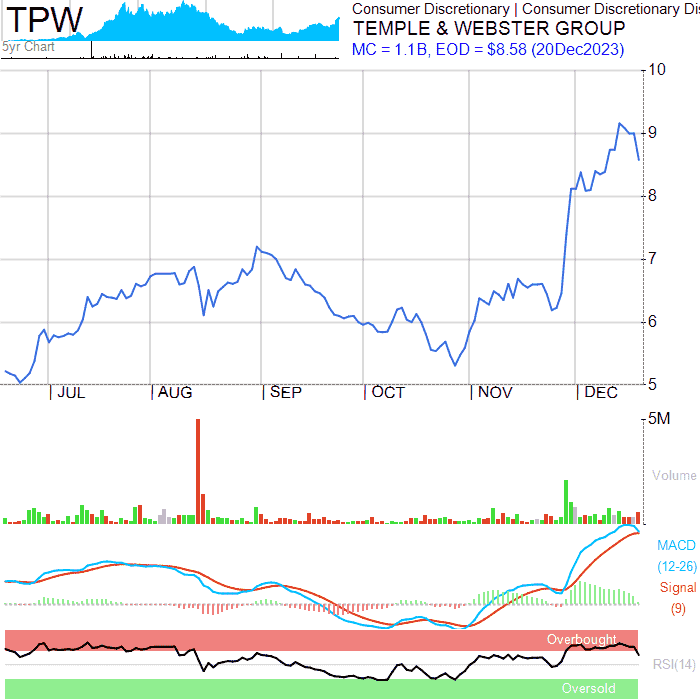 TPW
5yr Chart
Consumer Discretionary | Consumer Discretionary Dis
TEMPLE & WEBSTER GROUP
MC = 1.1B, EOD = $8.58 (20Dec2023)
10
9
8
7
6
5
JUL AUG SEP OCT NOV DEC
5M
Volume
MACD
(12-26)
Signal
(9)
Overbought
RSI(14)
Oversold